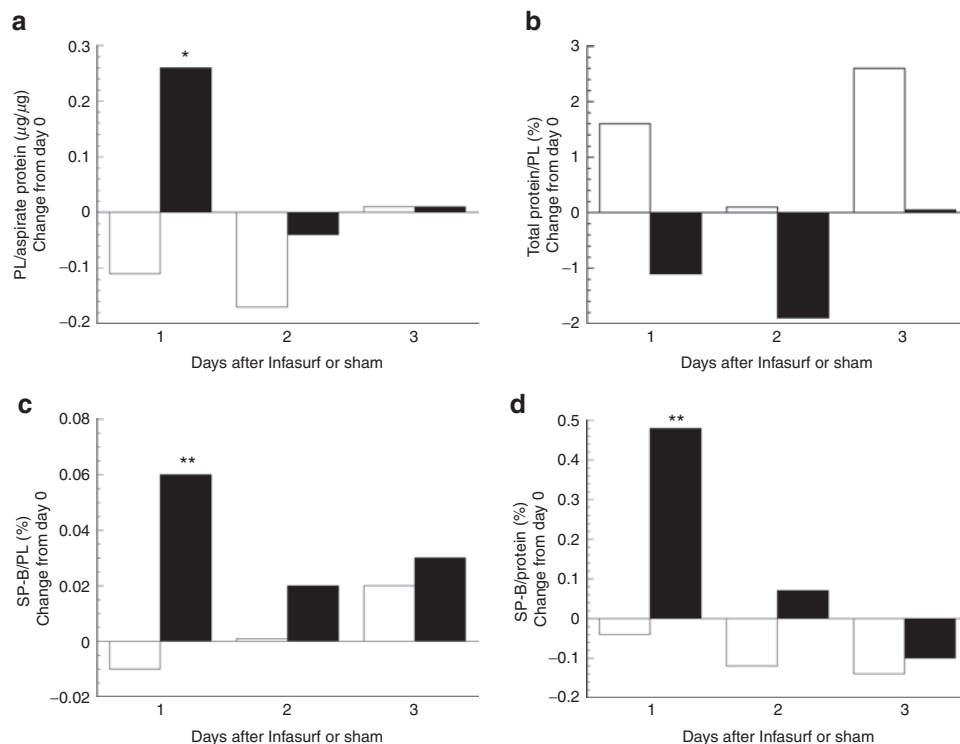 a
PL/aspirate protein (µg/µg)
Change from day 0
0.3
0.2
0.1
0
−0.1
−0.2
*
1
2
3
Days after Infasurf or sham
b
Total protein/PL (%)
Change from day 0
3
2
1
0
−1
−2
1
2
3
Days after Infasurf or sham
c
SP-B/PL (%)
Change from day 0
0.08
0.06
0.04
0.02
0
−0.02
**
1
2
3
Days after Infasurf or sham
d
SP-B/protein (%)
Change from day 0
0.5
0.4
0.3
0.2
0.1
0
−0.1
−0.2
**
1
2
3
Days after Infasurf or sham